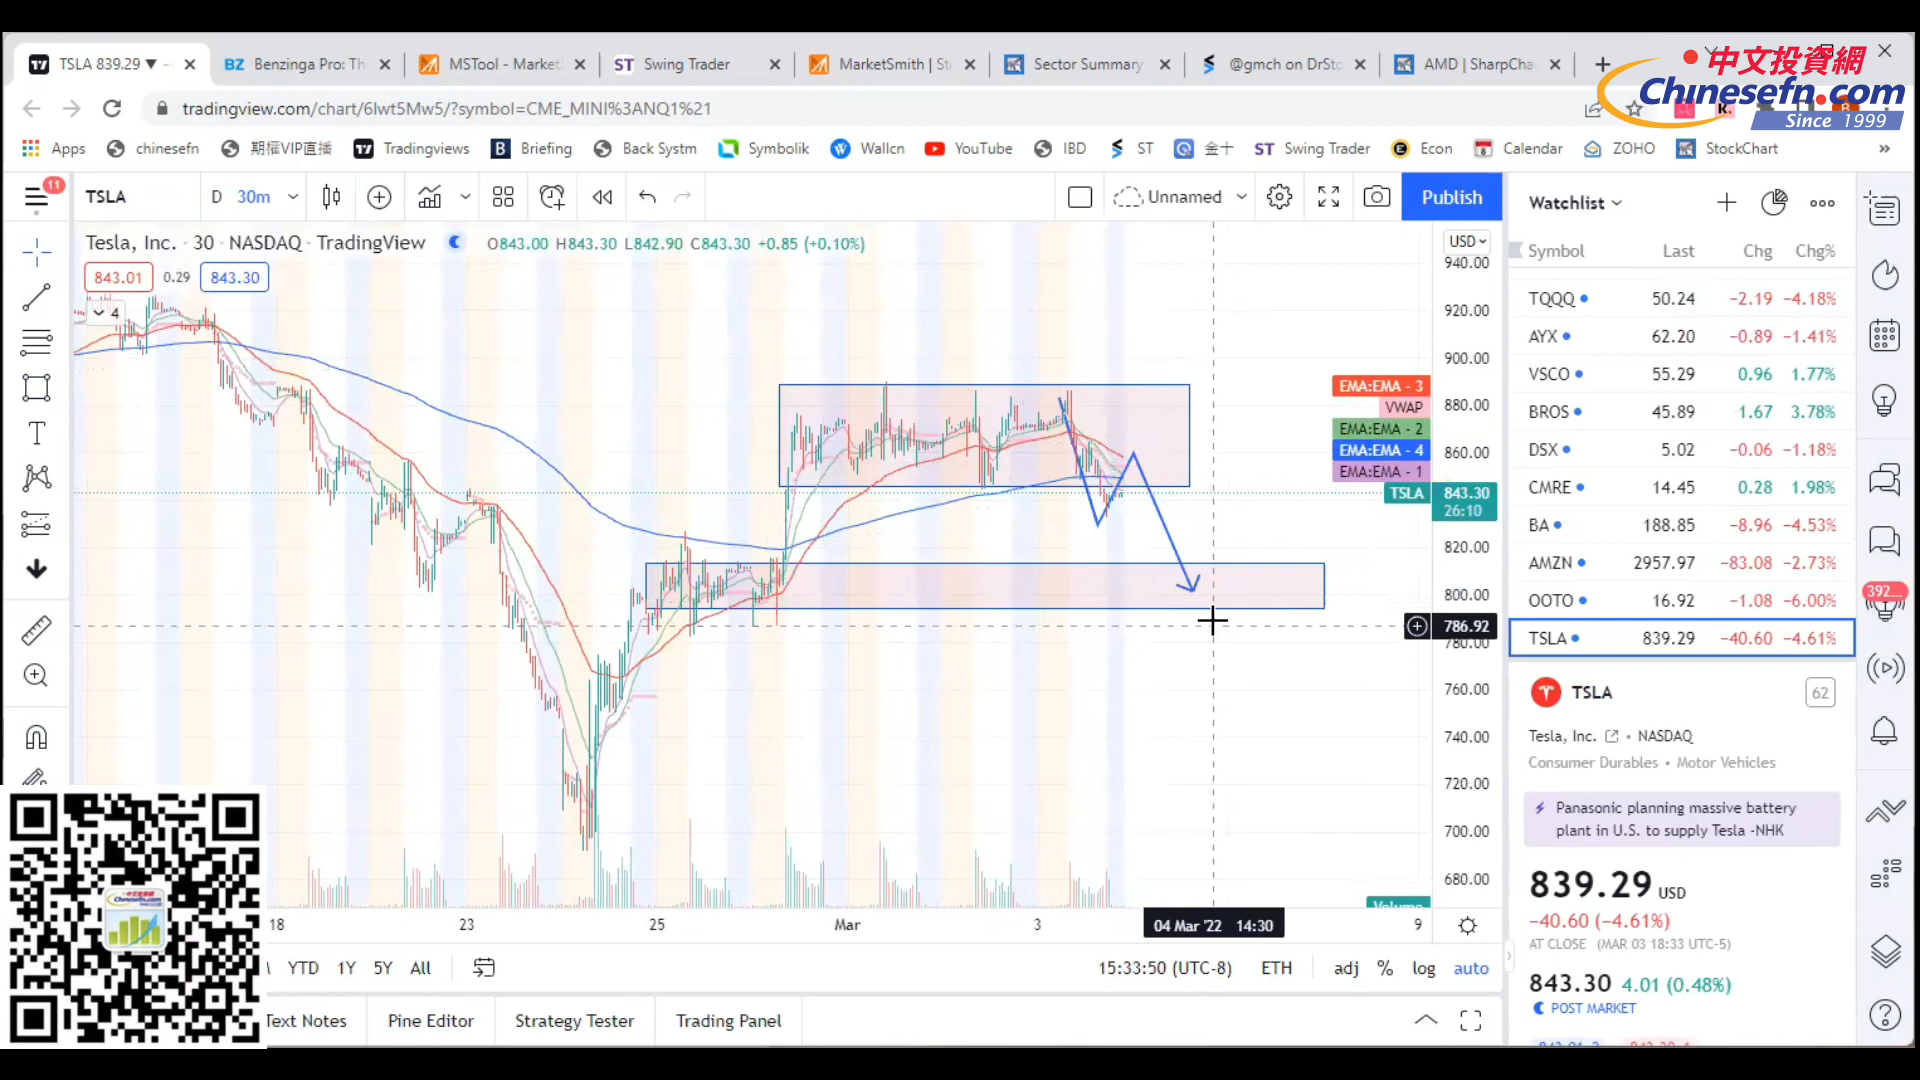 TSLA 839.29 ▼ −
BZ Benzinga Pro: Th
MSTool - Market
ST Swing Trader
MarketSmith | St
Sector Summary
@gmch on DrSto
AMD | SharpCha
中文投資網
Chinesefn.com
Since 1999
tradingview.com/chart/6lwt5Mw5/?symbol=CME_MINI%3ANQ1%21
Apps
chinesefn
期權VIP直播
Tradingviews
Briefing
Back Systm
Symbolik
Wallcn
YouTube
IBD
ST
金十
ST Swing Trader
Econ
Calendar
ZOHO
StockChart
»
11
TSLA
D 30m
Unnamed
Publish
Watchlist
Tesla, Inc. · 30 · NASDAQ · TradingView
O843.00 H843.30 L842.90 C843.30 +0.85 (+0.10%)
843.01 0.29 843.30
4
USD
940.00
920.00
900.00
880.00
860.00
820.00
800.00
780.00
760.00
740.00
720.00
700.00
680.00
EMA:EMA - 3
VWAP
EMA:EMA - 2
EMA:EMA - 4
EMA:EMA - 1
TSLA 843.30
26:10
786.92
Volume
18 23 25 Mar 3 04 Mar '22 14:30 9
Symbol Last Chg Chg%
TQQQ 50.24 −2.19 −4.18%
AYX 62.20 −0.89 −1.41%
VSCO 55.29 0.96 1.77%
BROS 45.89 1.67 3.78%
DSX 5.02 −0.06 −1.18%
CMRE 14.45 0.28 1.98%
BA 188.85 −8.96 −4.53%
AMZN 2957.97 −83.08 −2.73%
OOTO 16.92 −1.08 −6.00%
TSLA 839.29 −40.60 −4.61%
392
TSLA 62
Tesla, Inc. • NASDAQ
Consumer Durables • Motor Vehicles
Panasonic planning massive battery
plant in U.S. to supply Tesla -NHK
839.29 USD
−40.60 (−4.61%)
AT CLOSE (MAR 03 18:33 UTC-5)
843.30 4.01 (0.48%)
POST MARKET
YTD 1Y 5Y All
15:33:50 (UTC-8) ETH adj % log auto
Text Notes
Pine Editor
Strategy Tester
Trading Panel
Chinesefn.com